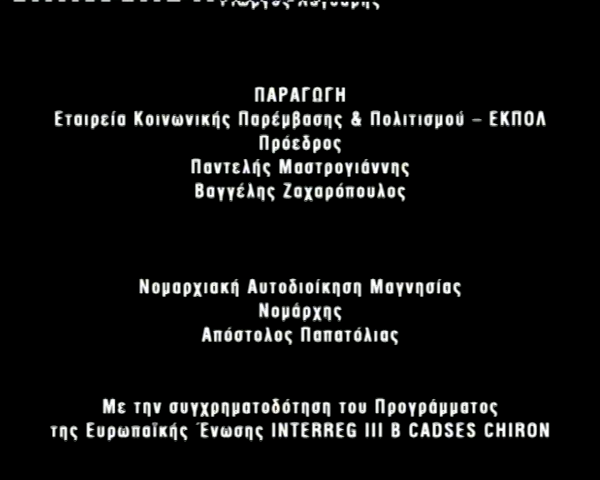 ΠΑΡΑΓΩΓΗ
Εταιρεία Κοινωνικής Παρέμβασης & Πολιτισμού – ΕΚΠΟΛ
Πρόεδρος
Παντελής Μαστρογιάννης
Βαγγέλης Ζαχαρόπουλος
Νομαρχιακή Αυτοδιοίκηση Μαγνησίας
Νομάρχης
Απόστολος Παπατόλιας
Με την συγχρηματοδότηση του Προγράμματος
της Ευρωπαϊκής Ένωσης INTERREG III B CADSES CHIRON